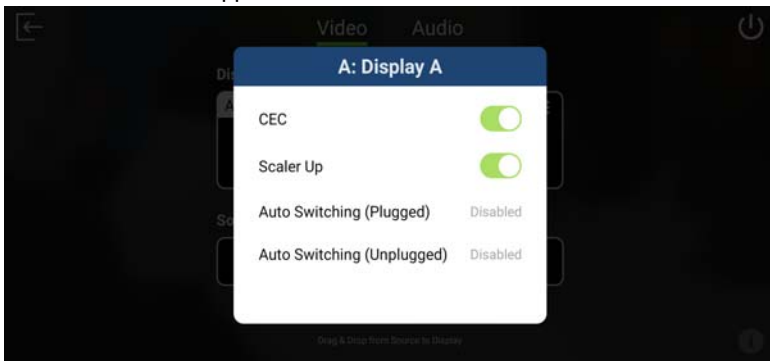 Video Audio
A: Display A
CEC
Scaler Up
Auto Switching (Plugged) Disabled
Auto Switching (Unplugged) Disabled
Drag & Drop from Source to Display